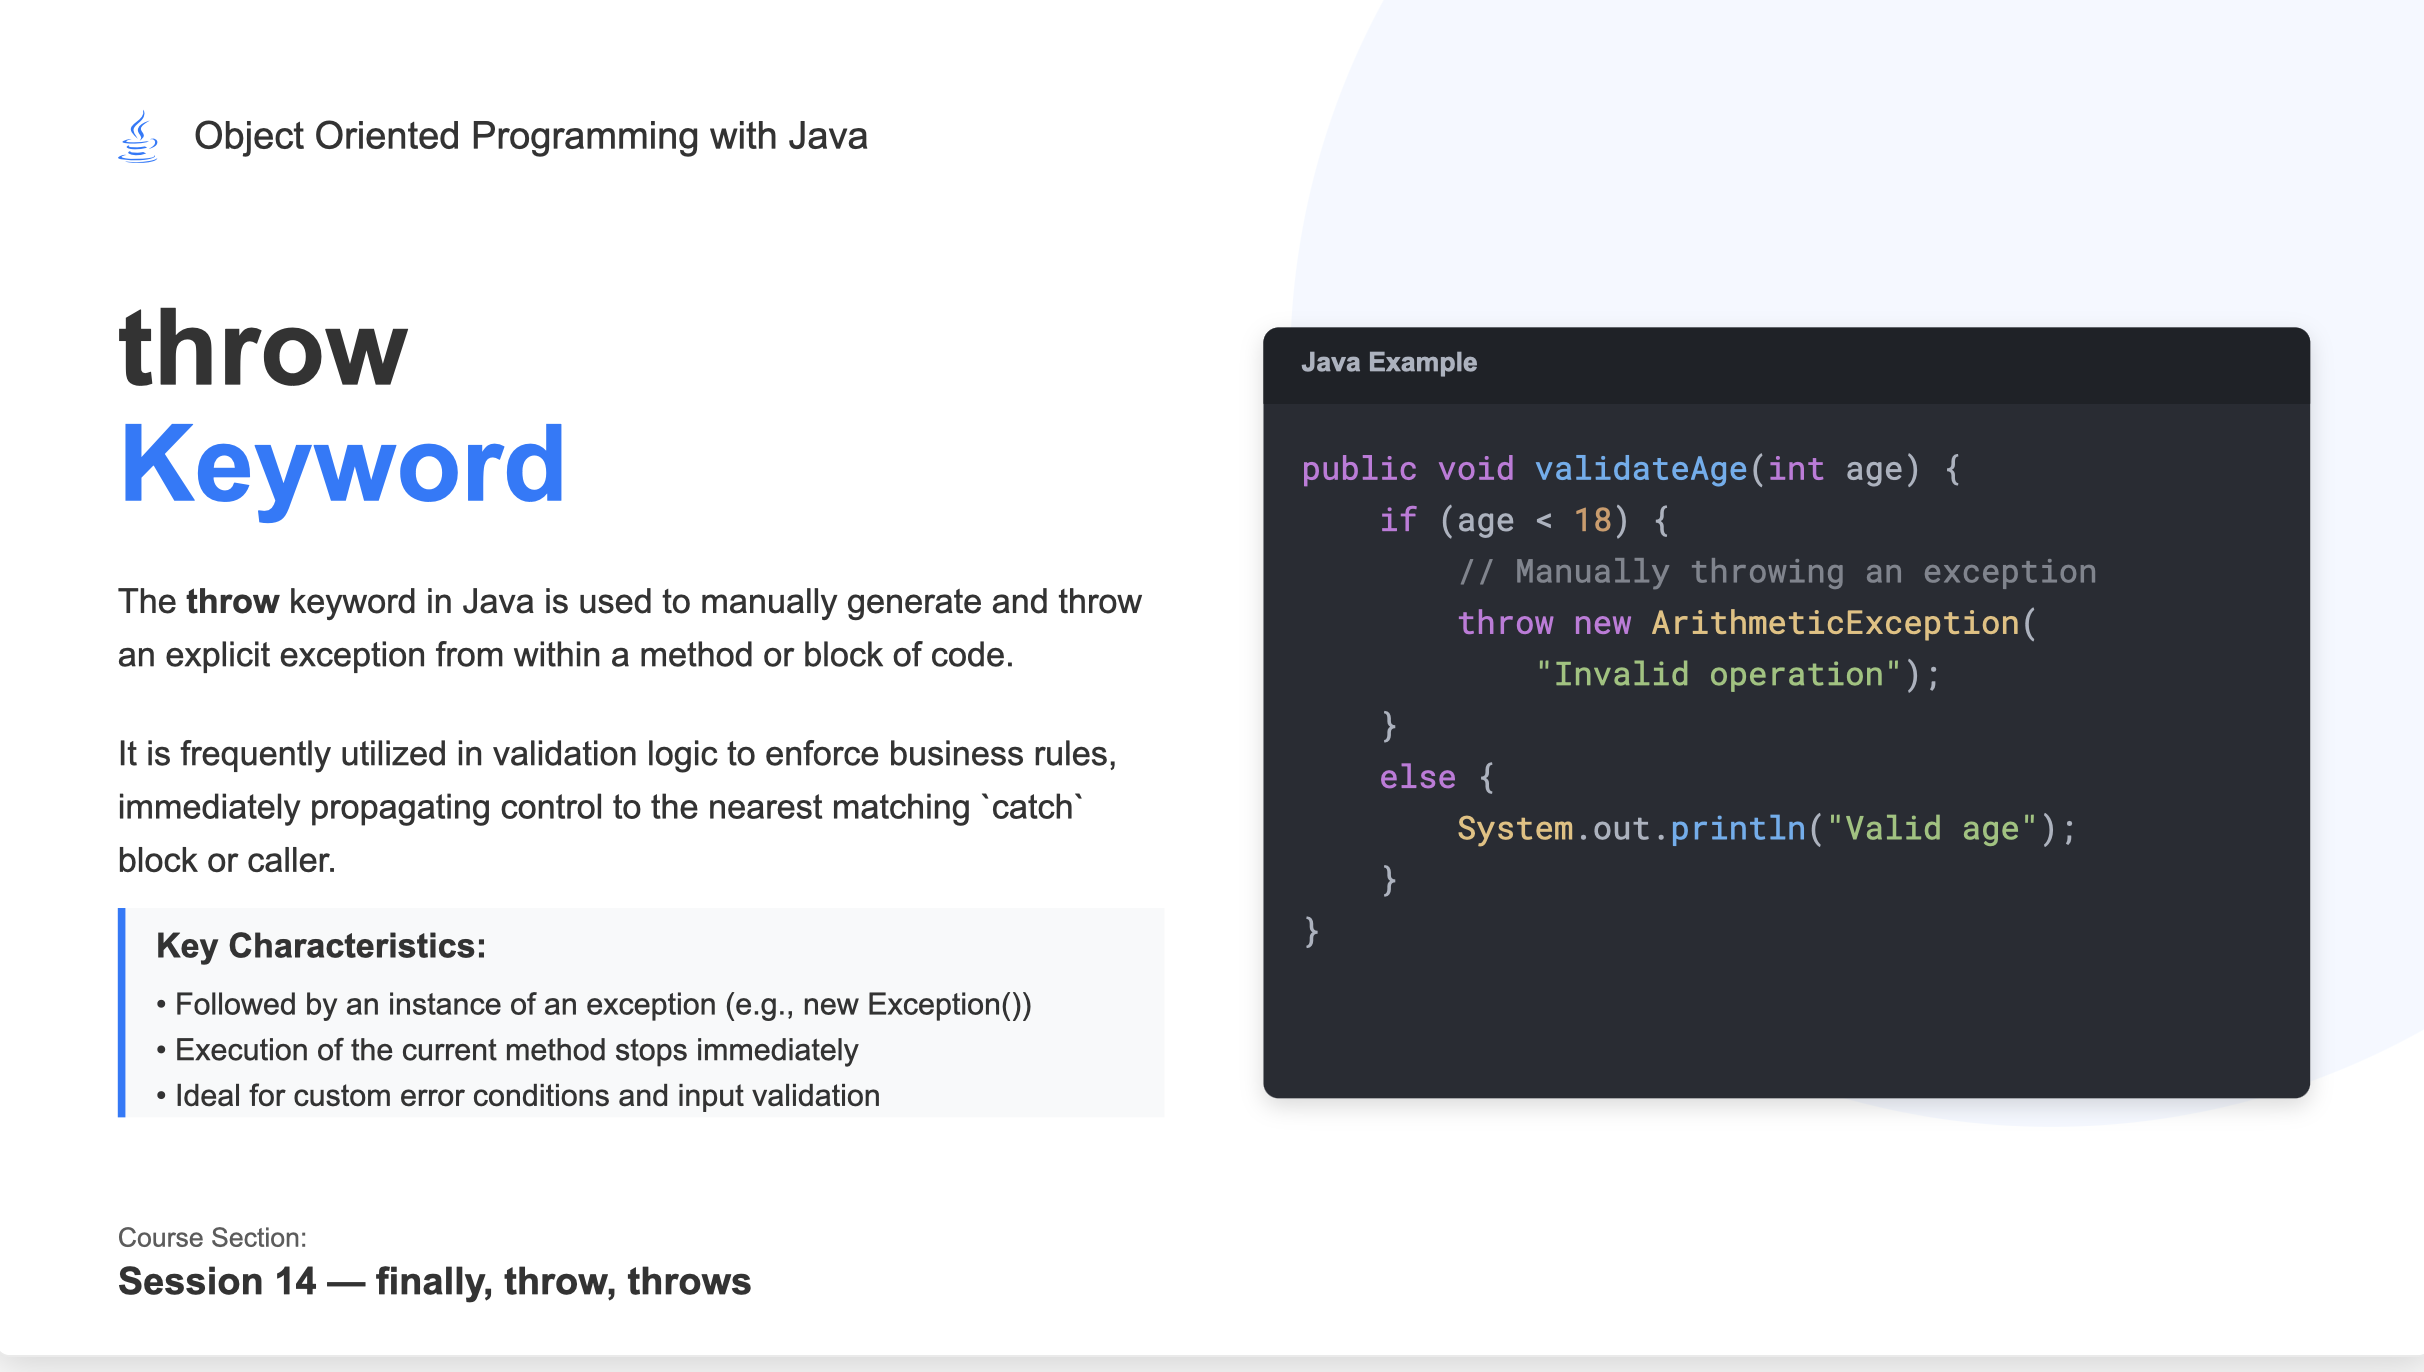 Object Oriented Programming with Java
throw
Keyword
The throw keyword in Java is used to manually generate and throw
an explicit exception from within a method or block of code.
It is frequently utilized in validation logic to enforce business rules,
immediately propagating control to the nearest matching `catch`
block or caller.
Key Characteristics:
• Followed by an instance of an exception (e.g., new Exception())
• Execution of the current method stops immediately
• Ideal for custom error conditions and input validation
Course Section:
Session 14 — finally, throw, throws
Java Example
public void validateAge(int age) {
    if (age < 18) {
        // Manually throwing an exception
        throw new ArithmeticException(
            "Invalid operation");
    }
    else {
        System.out.println("Valid age");
    }
}